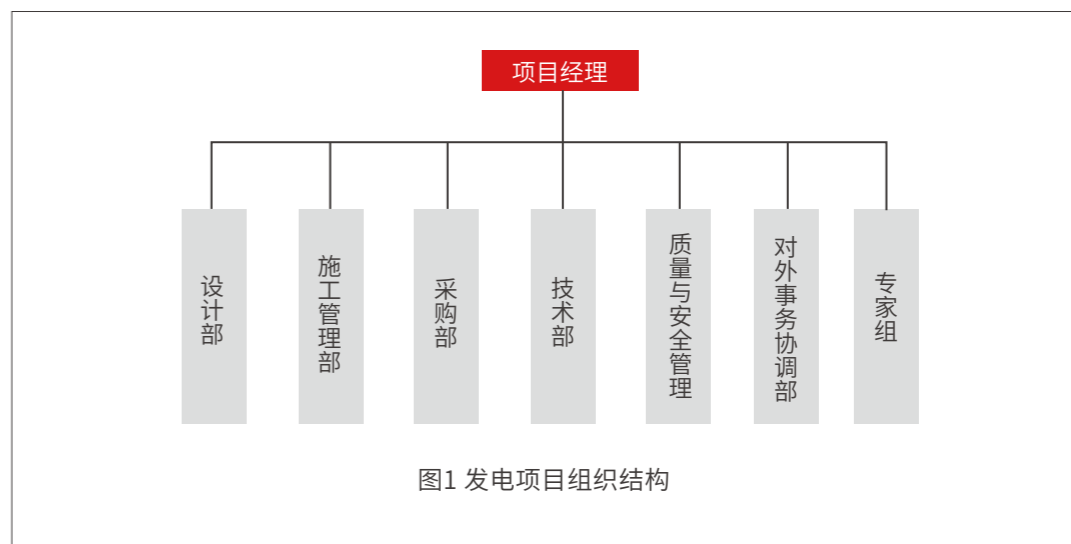 项目经理
设计部
施工管理部
采购部
技术部
质量与安全管理
对外事务协调部
专家组
图1 发电项目组织结构